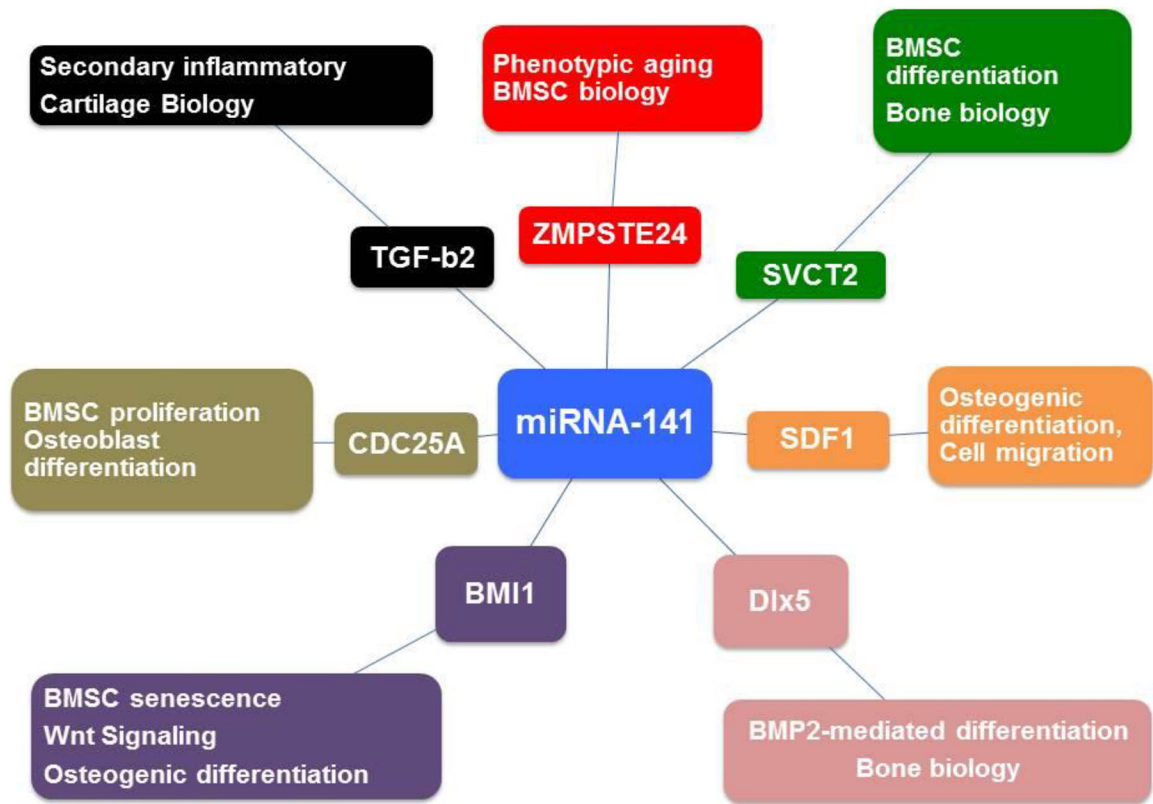 Secondary inflammatory
Cartilage Biology
Phenotypic aging
BMSC biology
BMSC
differentiation
Bone biology
TGF-b2
ZMPSTE24
SVCT2
BMSC proliferation
Osteoblast
differentiation
CDC25A
miRNA-141
SDF1
Osteogenic
differentiation,
Cell migration
BMI1
Dlx5
BMSC senescence
Wnt Signaling
Osteogenic differentiation
BMP2-mediated differentiation
Bone biology